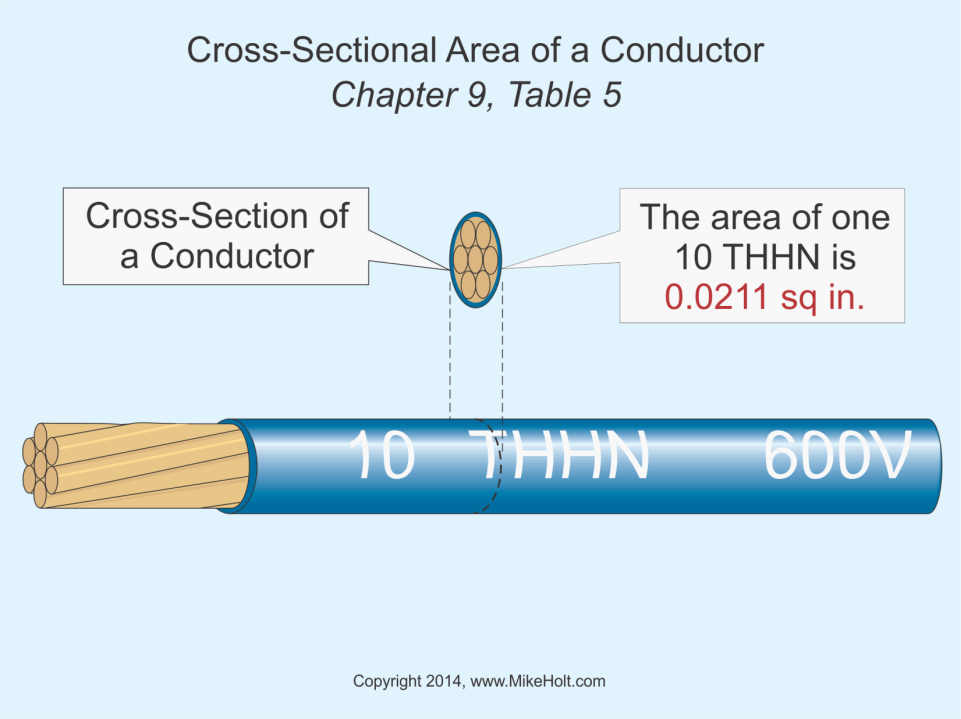 Cross-Sectional Area of a Conductor
Chapter 9, Table 5
Cross-Section of
a Conductor
The area of one
10 THHN is
0.0211 sq in.
10 THHN 600V
Copyright 2014, www.MikeHolt.com